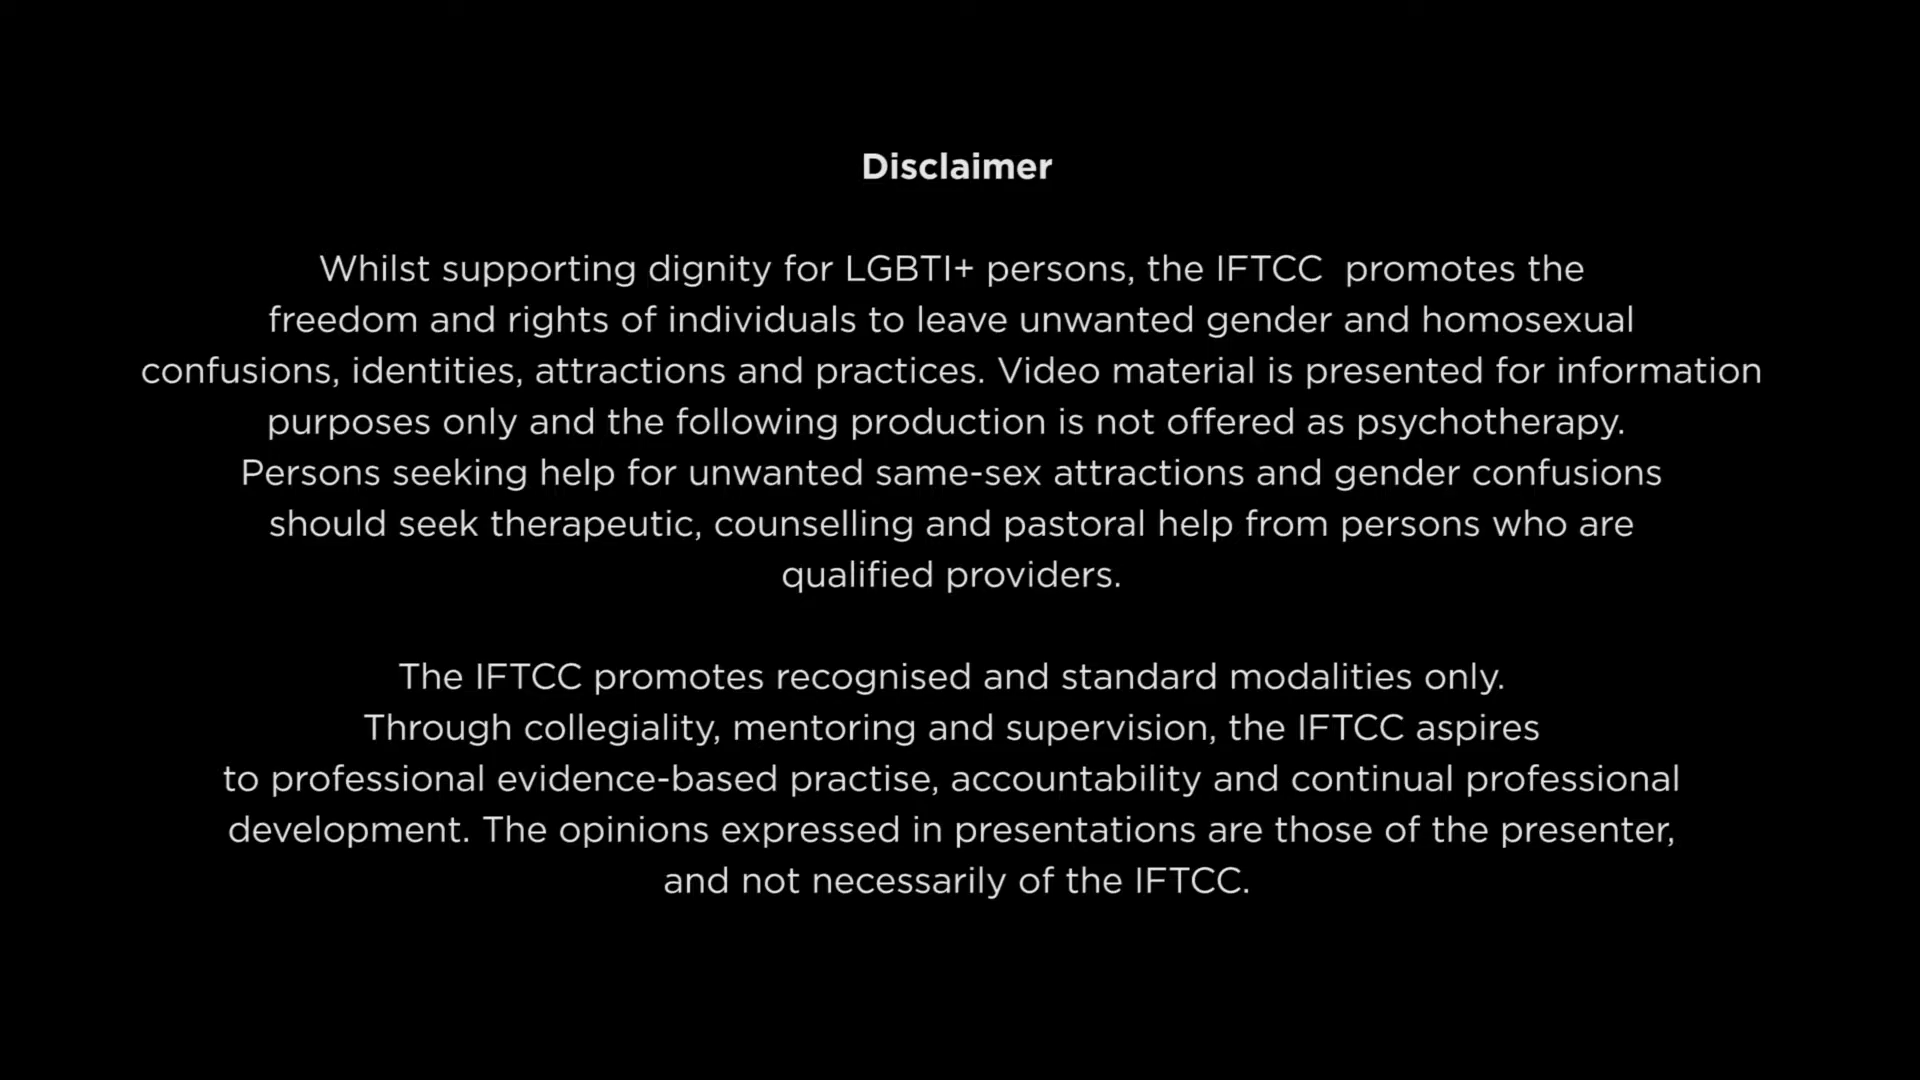 Disclaimer
Whilst supporting dignity for LGBTI+ persons, the IFTCC promotes the
freedom and rights of individuals to leave unwanted gender and homosexual
confusions, identities, attractions and practices. Video material is presented for information
purposes only and the following production is not offered as psychotherapy.
Persons seeking help for unwanted same-sex attractions and gender confusions
should seek therapeutic, counselling and pastoral help from persons who are
qualified providers.
The IFTCC promotes recognised and standard modalities only.
Through collegiality, mentoring and supervision, the IFTCC aspires
to professional evidence-based practise, accountability and continual professional
development. The opinions expressed in presentations are those of the presenter,
and not necessarily of the IFTCC.